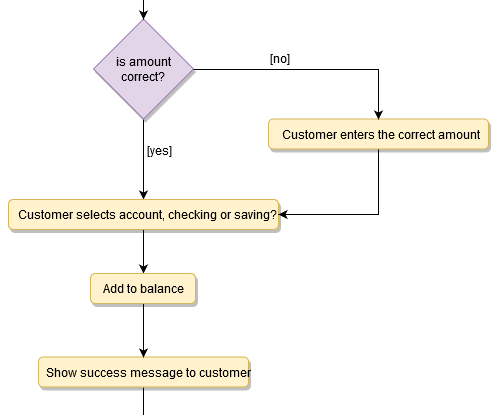 is amount
correct?
[no]
Customer enters the correct amount
[yes]
Customer selects account, checking or saving?
Add to balance
Show success message to customer